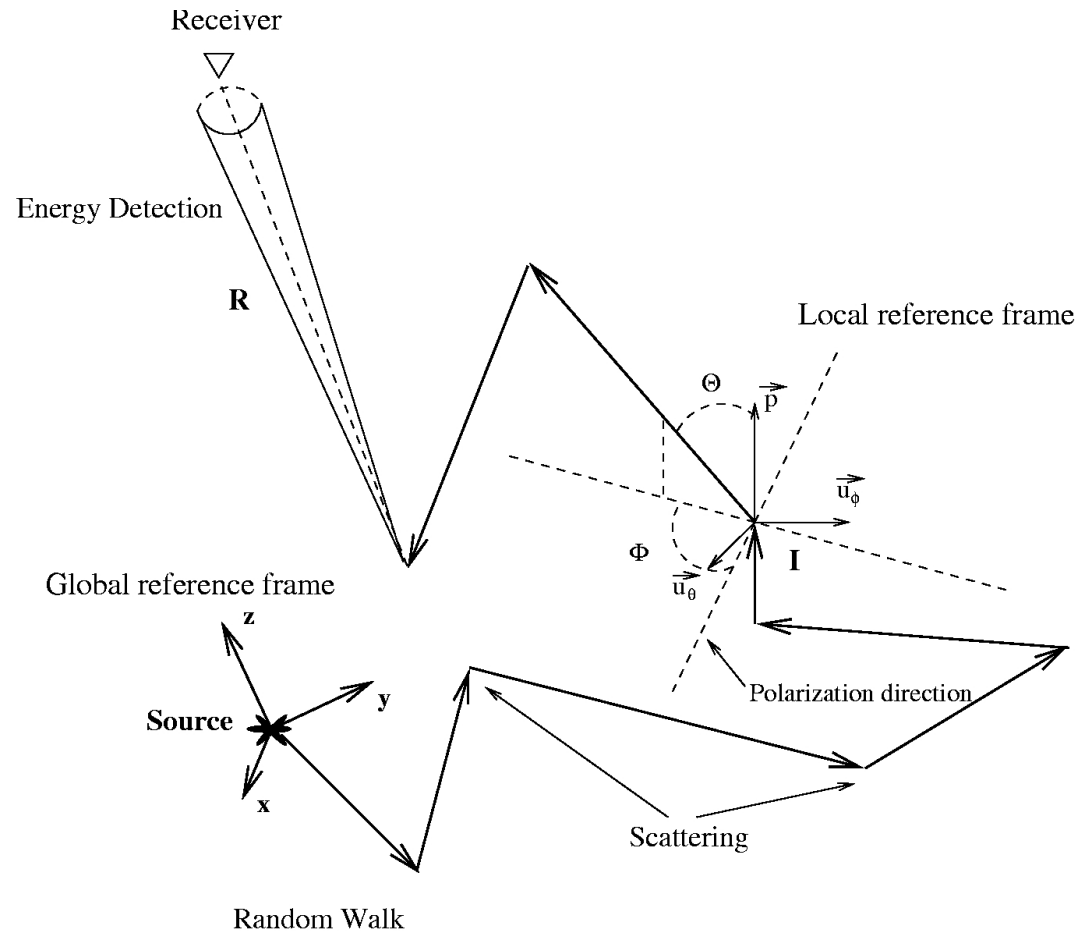 Receiver
Energy Detection
R
Local reference frame
Θ
p
u_ϕ
Φ
I
u_θ
Global reference frame
z
Polarization direction
y
Source
x
Scattering
Random Walk